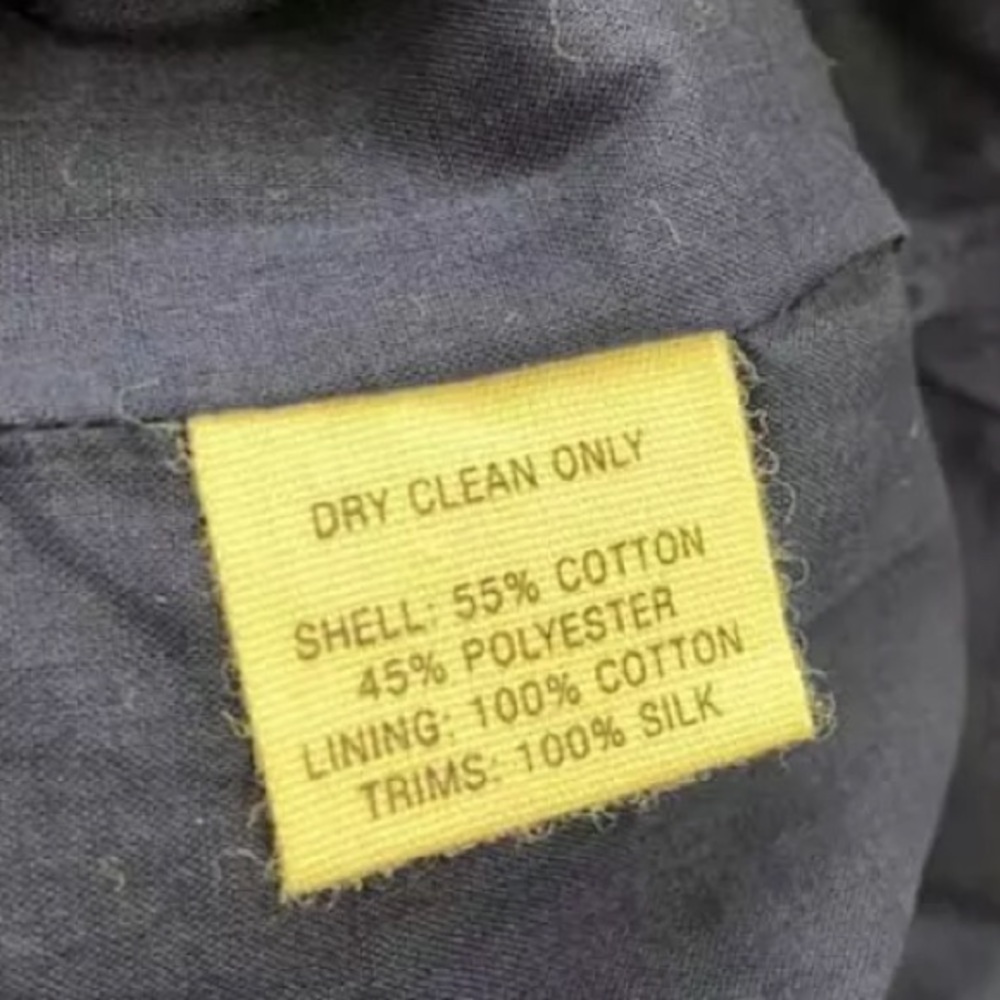 DRY CLEAN ONLY
SHELL: 55% COTTON
45% POLYESTER
LINING: 100% COTTON
TRIMS: 100% SILK